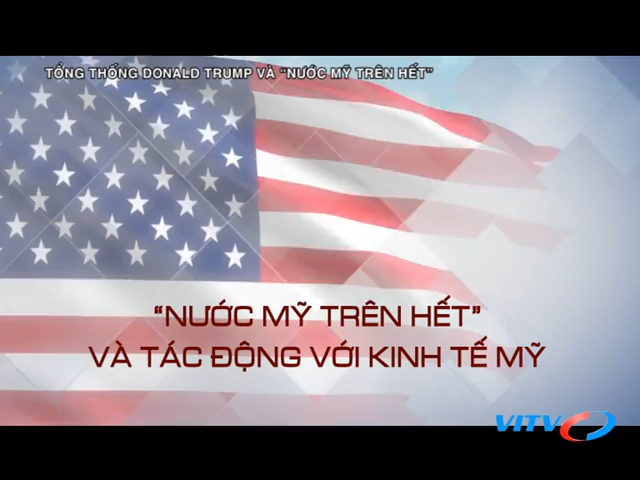 TỔNG THỐNG DONALD TRUMP VÀ "NƯỚC MỸ TRÊN HẾT"
"NƯỚC MỸ TRÊN HẾT"
VÀ TÁC ĐỘNG VỚI KINH TẾ MỸ
VITV